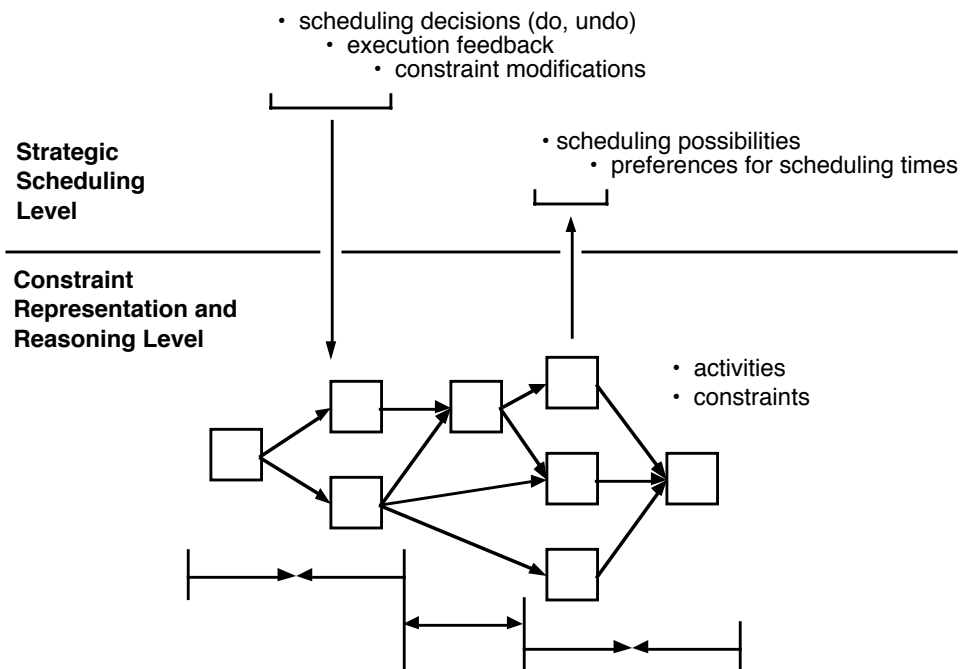 • scheduling decisions (do, undo)
• execution feedback
• constraint modifications
• scheduling possibilities
• preferences for scheduling times
Strategic
Scheduling
Level
Constraint
Representation and
Reasoning Level
• activities
• constraints